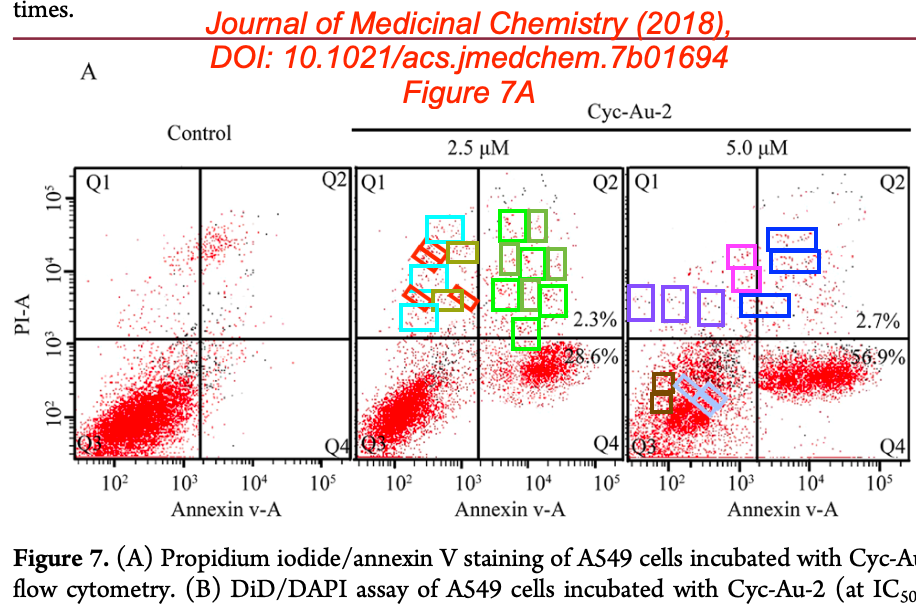 times.
Journal of Medicinal Chemistry (2018),
DOI: 10.1021/acs.jmedchem.7b01694
Figure 7A
A
Cyc-Au-2
Control
2.5 μM
5.0 μM
Q1 Q2 Q1 Q2 Q1 Q2
10⁵
10⁴
10³
10²
PI-A
2.3% 2.7%
28.6% 56.9%
Q3 Q4 Q3 Q4 Q3 Q4
10² 10³ 10⁴ 10⁵ 10² 10³ 10⁴ 10⁵ 10² 10³ 10⁴ 10⁵
Annexin v-A Annexin v-A Annexin v-A
Figure 7. (A) Propidium iodide/annexin V staining of A549 cells incubated with Cyc-Au
flow cytometry. (B) DiD/DAPI assay of A549 cells incubated with Cyc-Au-2 (at IC₅₀